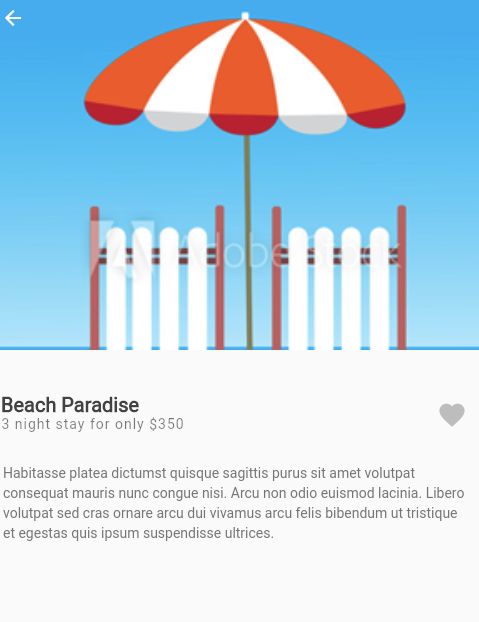 Adobe Stock
Beach Paradise
3 night stay for only $350
Habitasse platea dictumst quisque sagittis purus sit amet volutpat
consequat mauris nunc congue nisi. Arcu non odio euismod lacinia. Libero
volutpat sed cras ornare arcu dui vivamus arcu felis bibendum ut tristique
et egestas quis ipsum suspendisse ultrices.